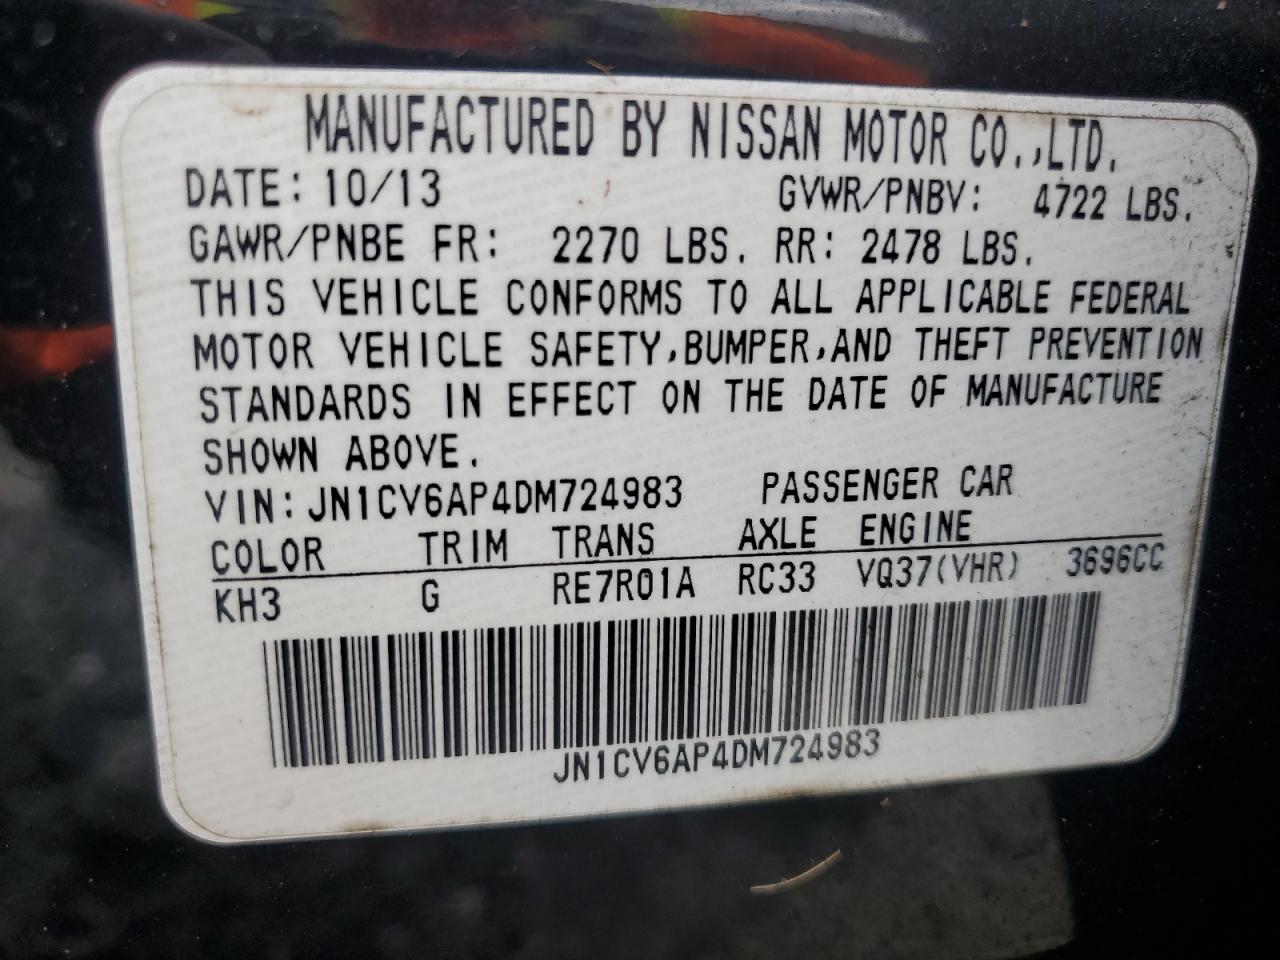 MANUFACTURED BY NISSAN MOTOR CO.,LTD.
DATE: 10/13 GVWR/PNBV: 4722 LBS.
GAWR/PNBE FR: 2270 LBS. RR: 2478 LBS.
THIS VEHICLE CONFORMS TO ALL APPLICABLE FEDERAL
MOTOR VEHICLE SAFETY,BUMPER,AND THEFT PREVENTION
STANDARDS IN EFFECT ON THE DATE OF MANUFACTURE
SHOWN ABOVE.
VIN: JN1CV6AP4DM724983 PASSENGER CAR
COLOR TRIM TRANS AXLE ENGINE
KH3 G RE7R01A RC33 VQ37(VHR) 3696CC
JN1CV6AP4DM724983